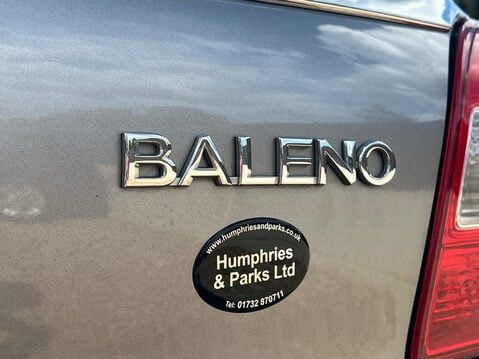 BALENO
www.humphriesandparks.co.uk
Humphries
& Parks Ltd
Tel: 01732 870711